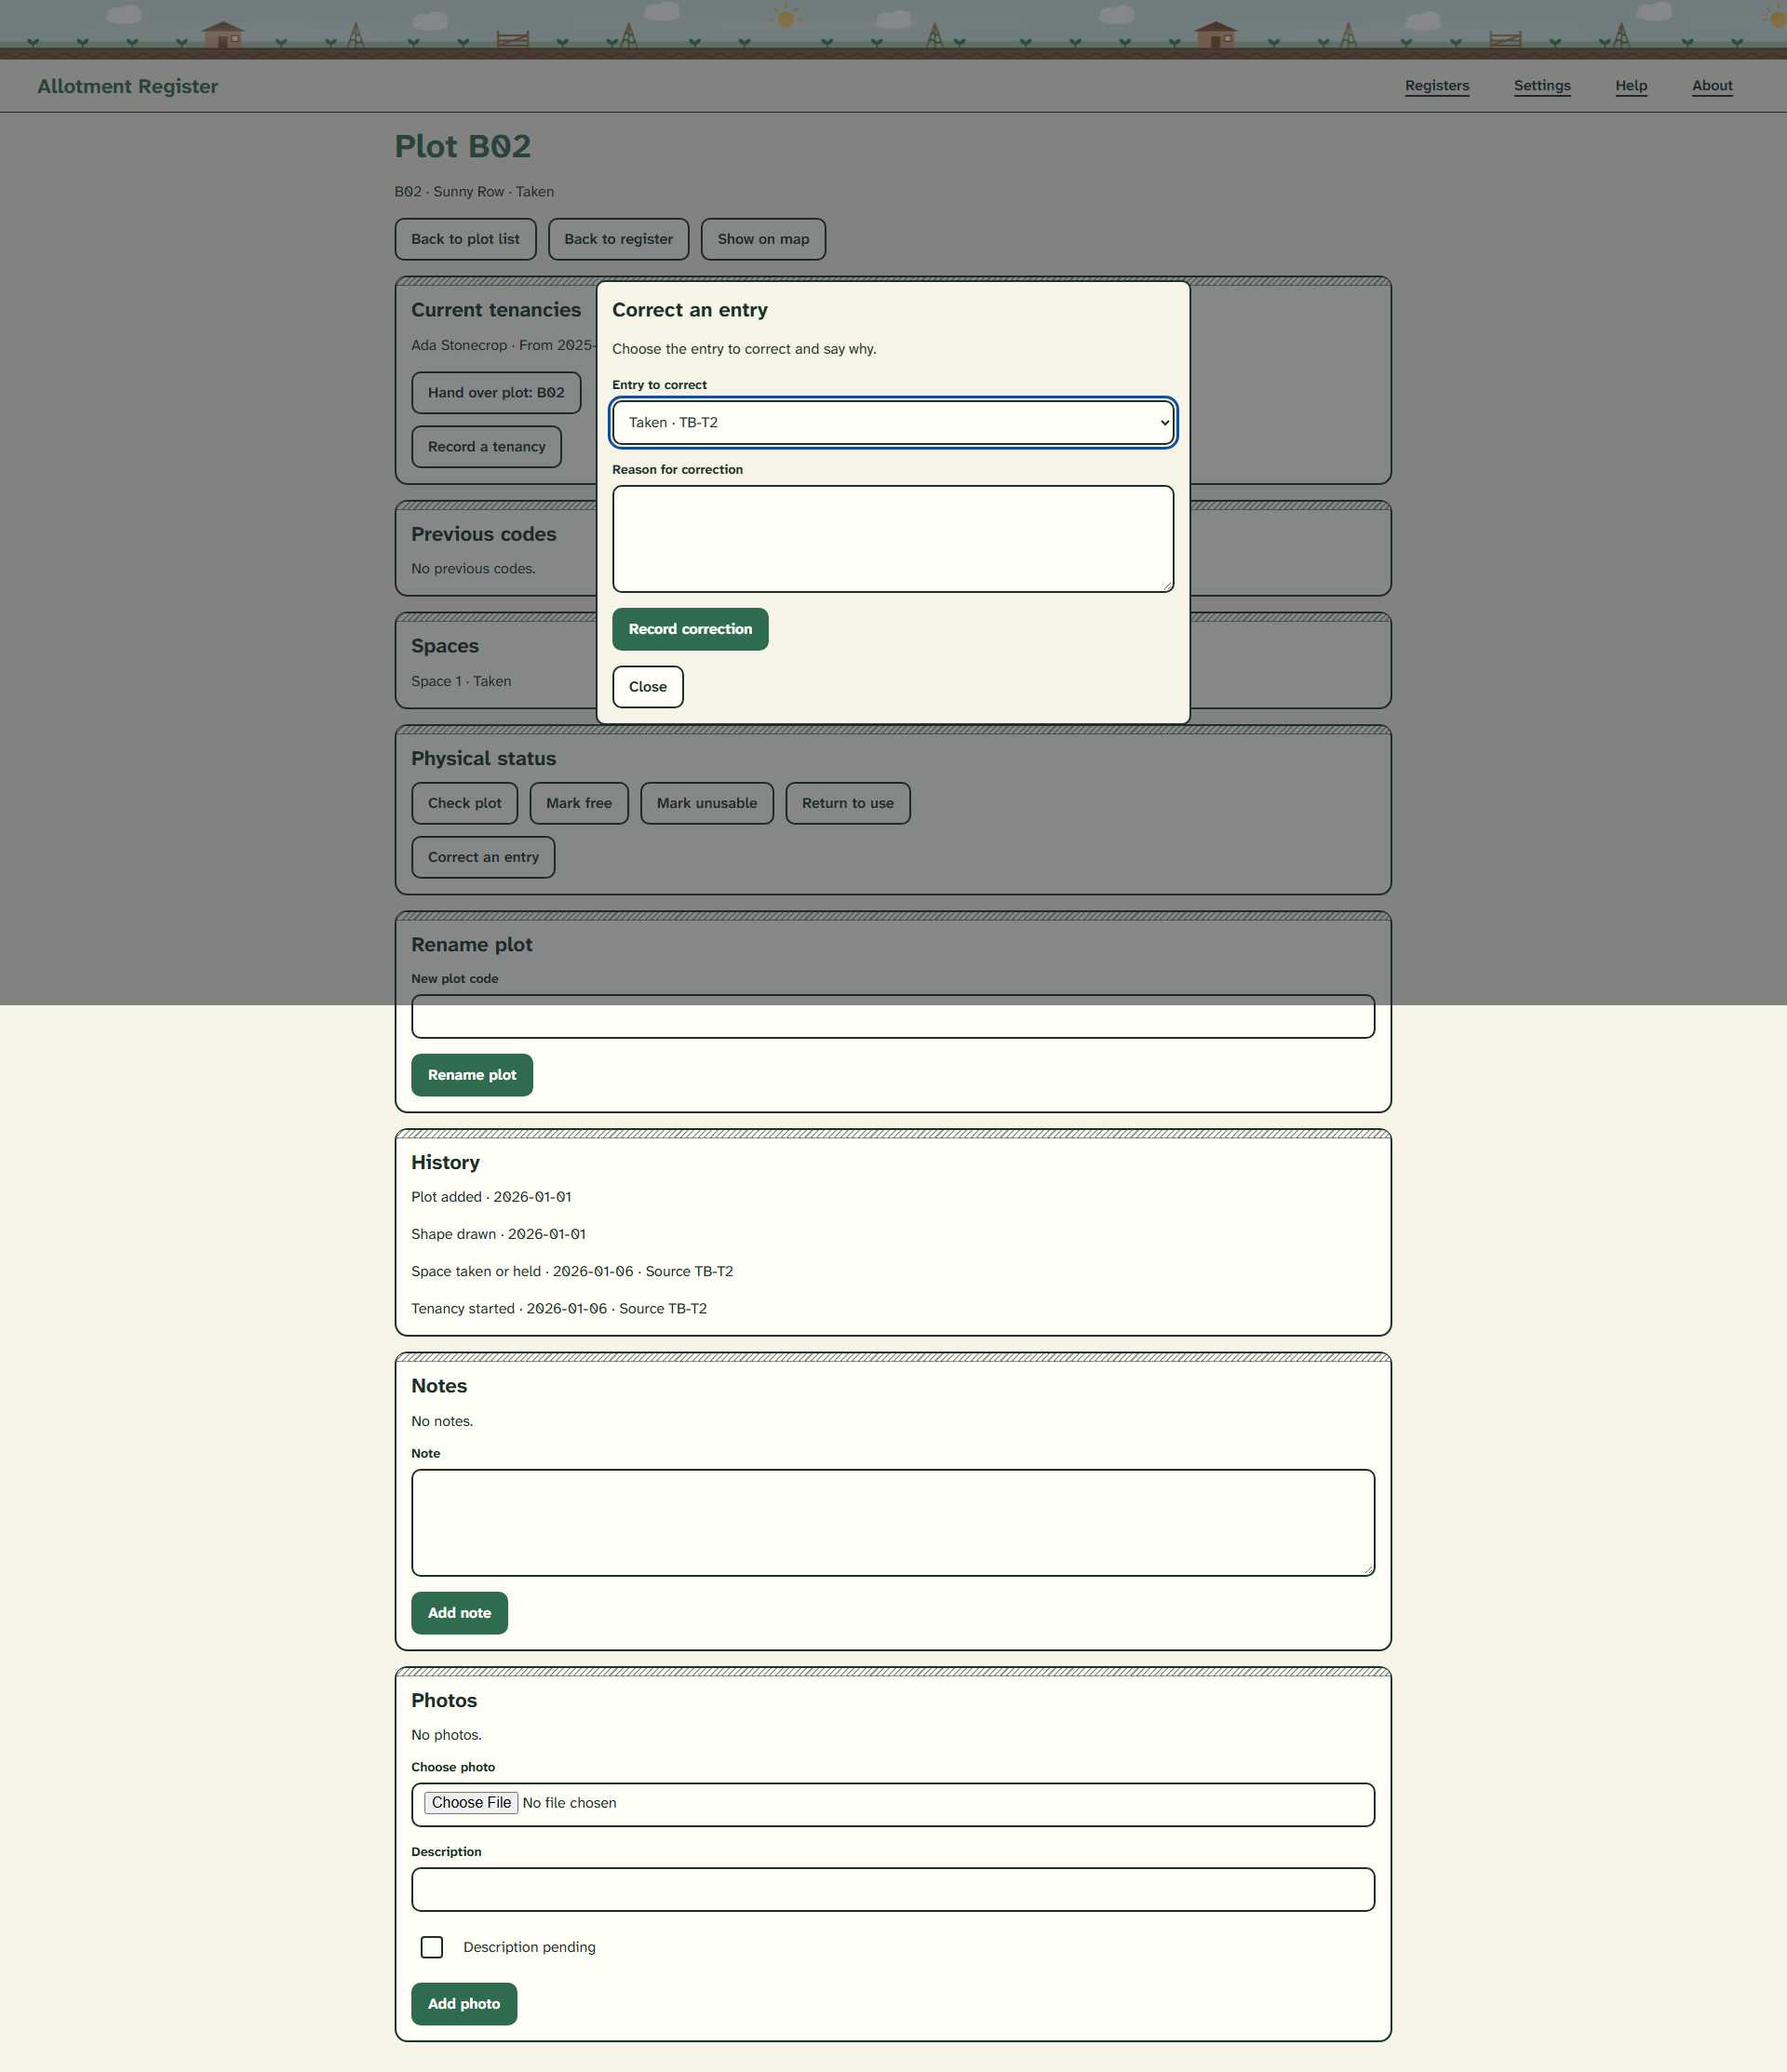 Allotment Register
Registers
Settings
Help
About
Plot B02
B02 · Sunny Row · Taken
Back to plot list
Back to register
Show on map
Current tenancies
Ada Stonecrop · From 2025-
Hand over plot: B02
Record a tenancy
Correct an entry
Choose the entry to correct and say why.
Entry to correct
Taken · TB-T2
Reason for correction
Record correction
Close
Previous codes
No previous codes.
Spaces
Space 1 · Taken
Physical status
Check plot
Mark free
Mark unusable
Return to use
Correct an entry
Rename plot
New plot code
Rename plot
History
Plot added · 2026-01-01
Shape drawn · 2026-01-01
Space taken or held · 2026-01-06 · Source TB-T2
Tenancy started · 2026-01-06 · Source TB-T2
Notes
No notes.
Note
Add note
Photos
No photos.
Choose photo
Choose File No file chosen
Description
Description pending
Add photo